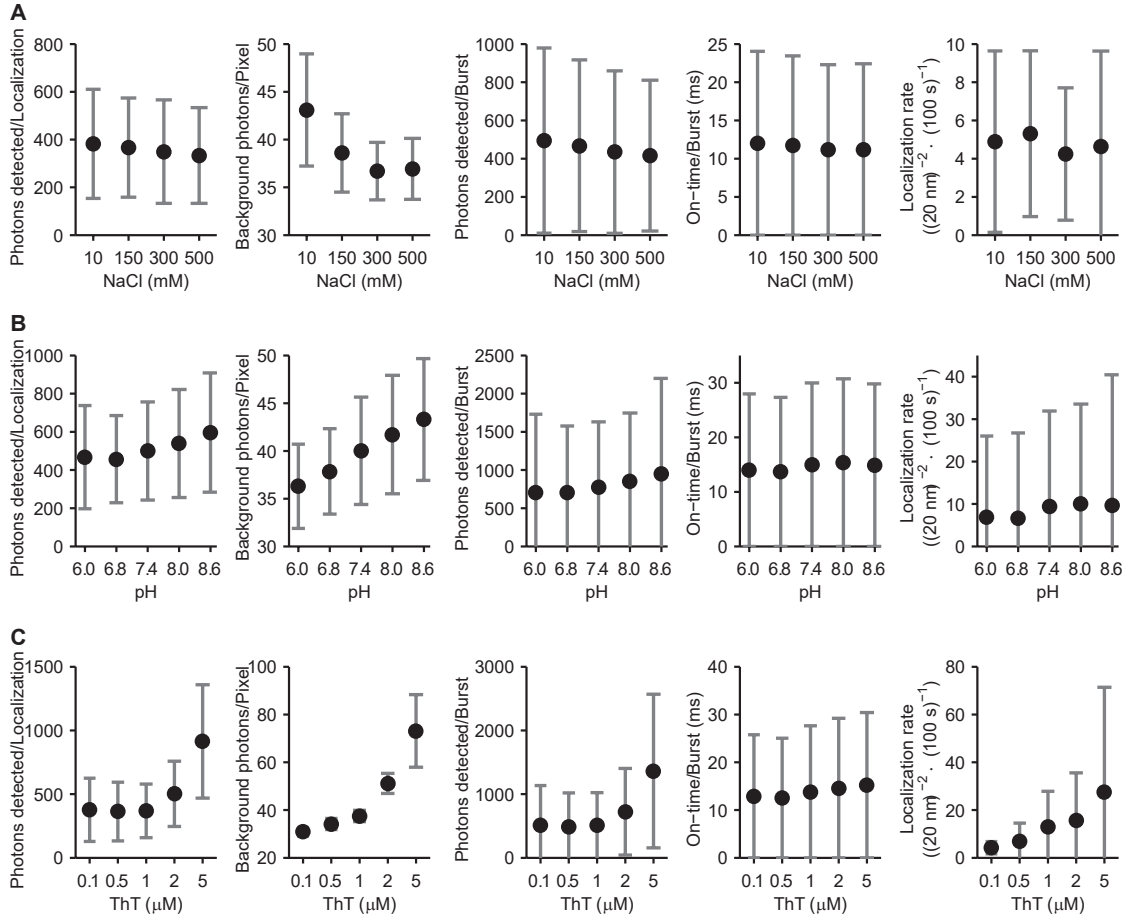 A
Photons detected/Localization
800
600
400
200
0
10 150 300 500
NaCl (mM)
Background photons/Pixel
50
45
40
35
30
10 150 300 500
NaCl (mM)
Photons detected/Burst
1000
800
600
400
200
0
10 150 300 500
NaCl (mM)
On−time/Burst (ms)
25
20
15
10
5
0
10 150 300 500
NaCl (mM)
Localization rate
((20 nm)⁻² · (100 s)⁻¹)
10
8
6
4
2
0
10 150 300 500
NaCl (mM)
B
Photons detected/Localization
1000
800
600
400
200
0
6.0 6.8 7.4 8.0 8.6
pH
Background photons/Pixel
50
45
40
35
30
6.0 6.8 7.4 8.0 8.6
pH
Photons detected/Burst
2500
2000
1500
1000
500
0
6.0 6.8 7.4 8.0 8.6
pH
On−time/Burst (ms)
30
20
10
0
6.0 6.8 7.4 8.0 8.6
pH
Localization rate
((20 nm)⁻² · (100 s)⁻¹)
40
30
20
10
0
6.0 6.8 7.4 8.0 8.6
pH
C
Photons detected/Localization
1500
1000
500
0
0.1 0.5 1 2 5
ThT (μM)
Background photons/Pixel
100
80
60
40
20
0.1 0.5 1 2 5
ThT (μM)
Photons detected/Burst
3000
2000
1000
0
0.1 0.5 1 2 5
ThT (μM)
On−time/Burst (ms)
40
30
20
10
0
0.1 0.5 1 2 5
ThT (μM)
Localization rate
((20 nm)⁻² · (100 s)⁻¹)
80
60
40
20
0
0.1 0.5 1 2 5
ThT (μM)